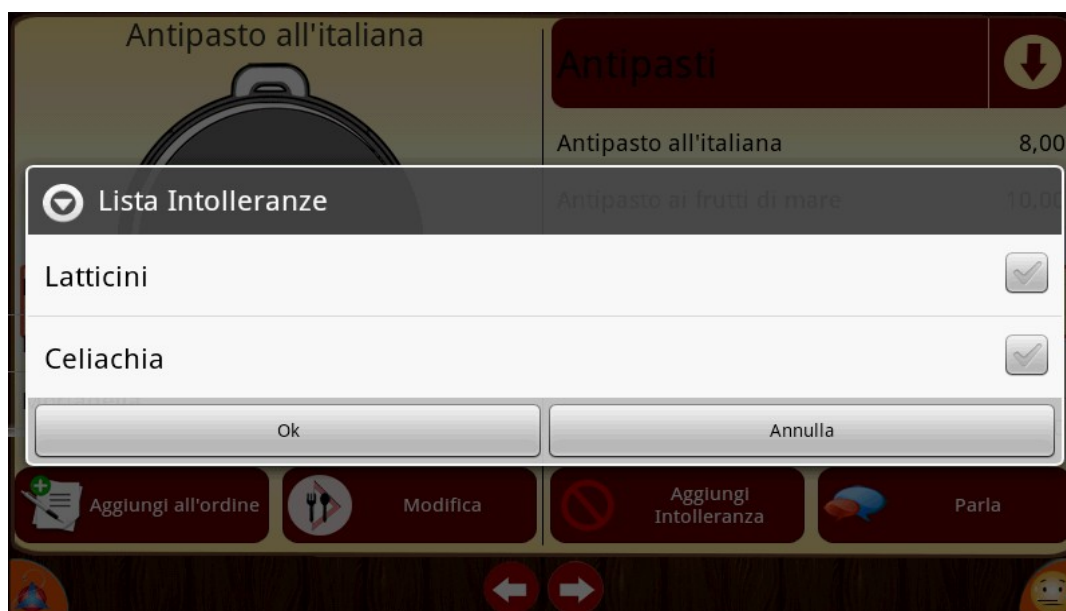 Antipasto all'italiana
Antipasti
Antipasto all'italiana 8,00
Antipasto ai frutti di mare 10,00
Lista Intolleranze
Latticini
Celiachia
Ok
Annulla
Aggiungi all'ordine
Modifica
Aggiungi
Intolleranza
Parla